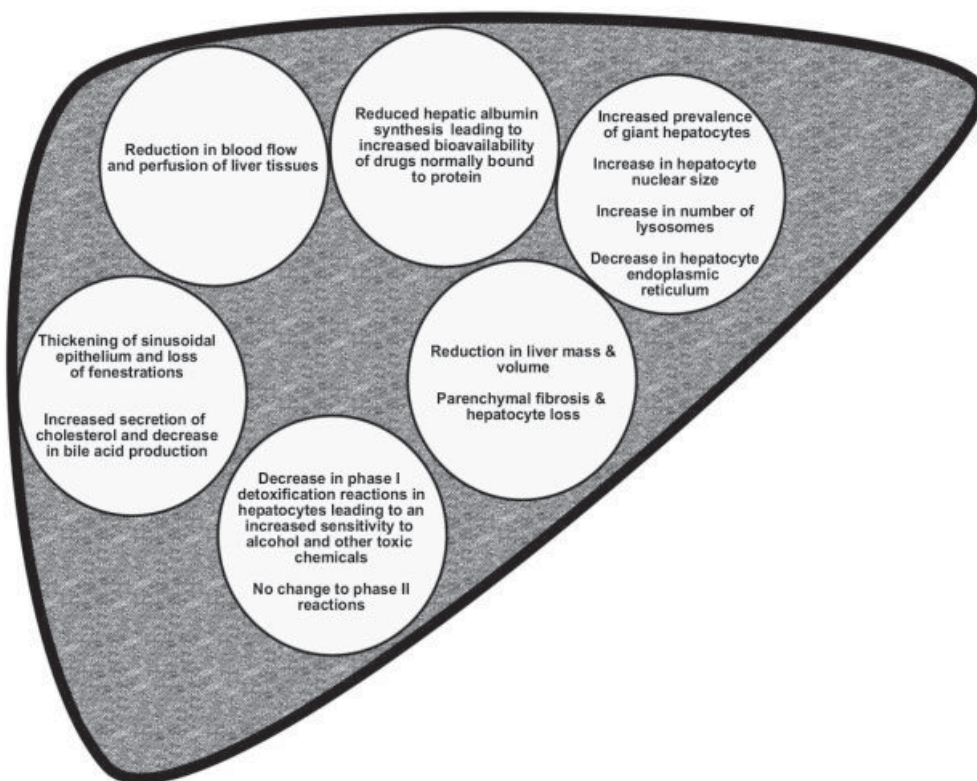 Reduction in blood flow
and perfusion of liver tissues
Reduced hepatic albumin
synthesis leading to
increased bioavailability
of drugs normally bound
to protein
Increased prevalence
of giant hepatocytes
Increase in hepatocyte
nuclear size
Increase in number of
lysosomes
Decrease in hepatocyte
endoplasmic
reticulum
Thickening of sinusoidal
epithelium and loss
of fenestrations
Increased secretion of
cholesterol and decrease
in bile acid production
Reduction in liver mass &
volume
Parenchymal fibrosis &
hepatocyte loss
Decrease in phase I
detoxification reactions in
hepatocytes leading to an
increased sensitivity to
alcohol and other toxic
chemicals
No change to phase II
reactions